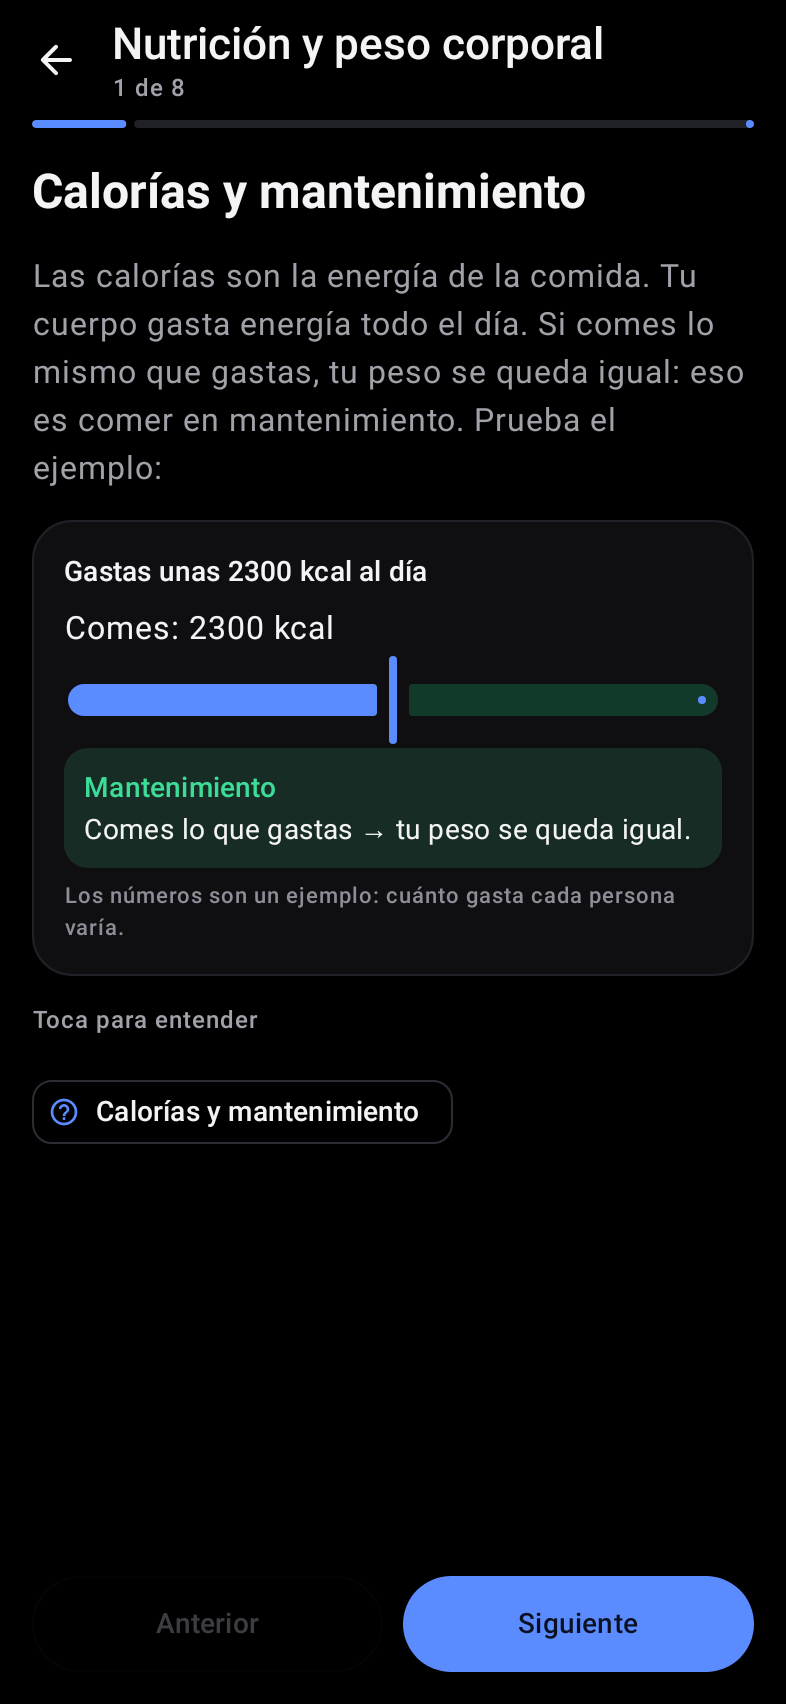 Nutrición y peso corporal
1 de 8
Calorías y mantenimiento
Las calorías son la energía de la comida. Tu
cuerpo gasta energía todo el día. Si comes lo
mismo que gastas, tu peso se queda igual: eso
es comer en mantenimiento. Prueba el
ejemplo:
Gastas unas 2300 kcal al día
Comes: 2300 kcal
Mantenimiento
Comes lo que gastas → tu peso se queda igual.
Los números son un ejemplo: cuánto gasta cada persona
varía.
Toca para entender
Calorías y mantenimiento
Anterior
Siguiente